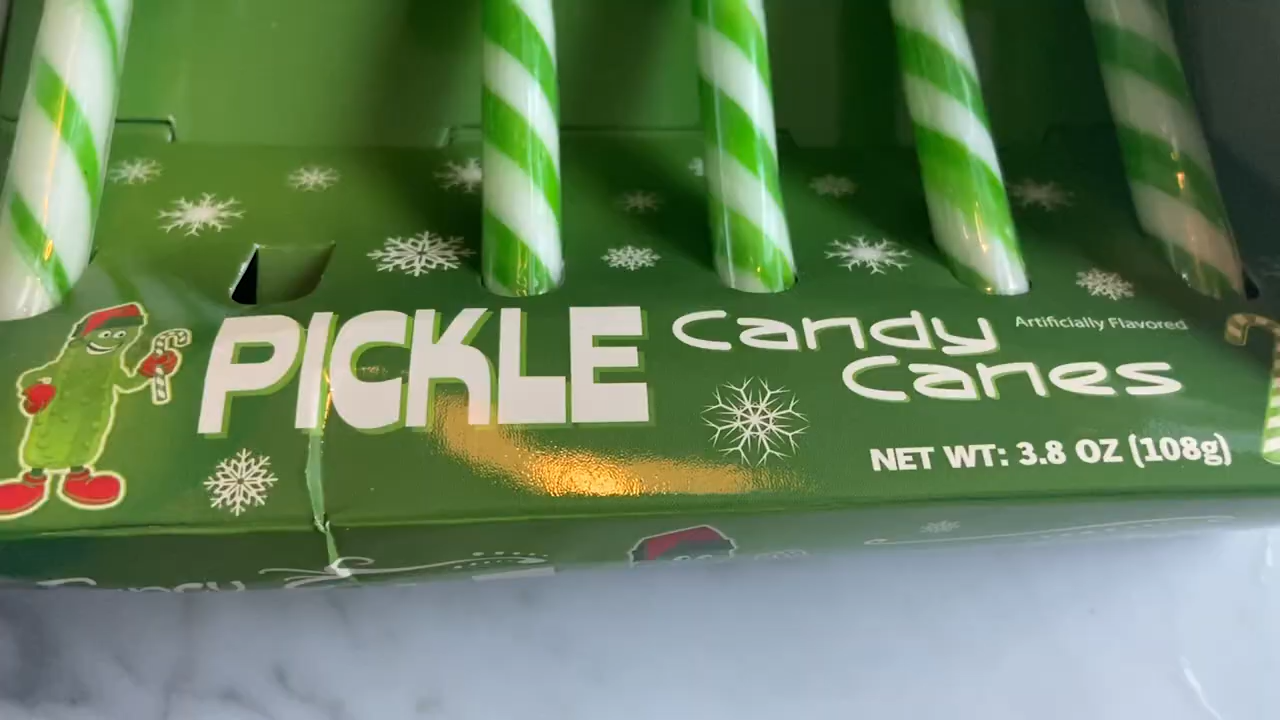 PICKLE Candy
Canes
Artificially Flavored
NET WT: 3.8 OZ (108g)